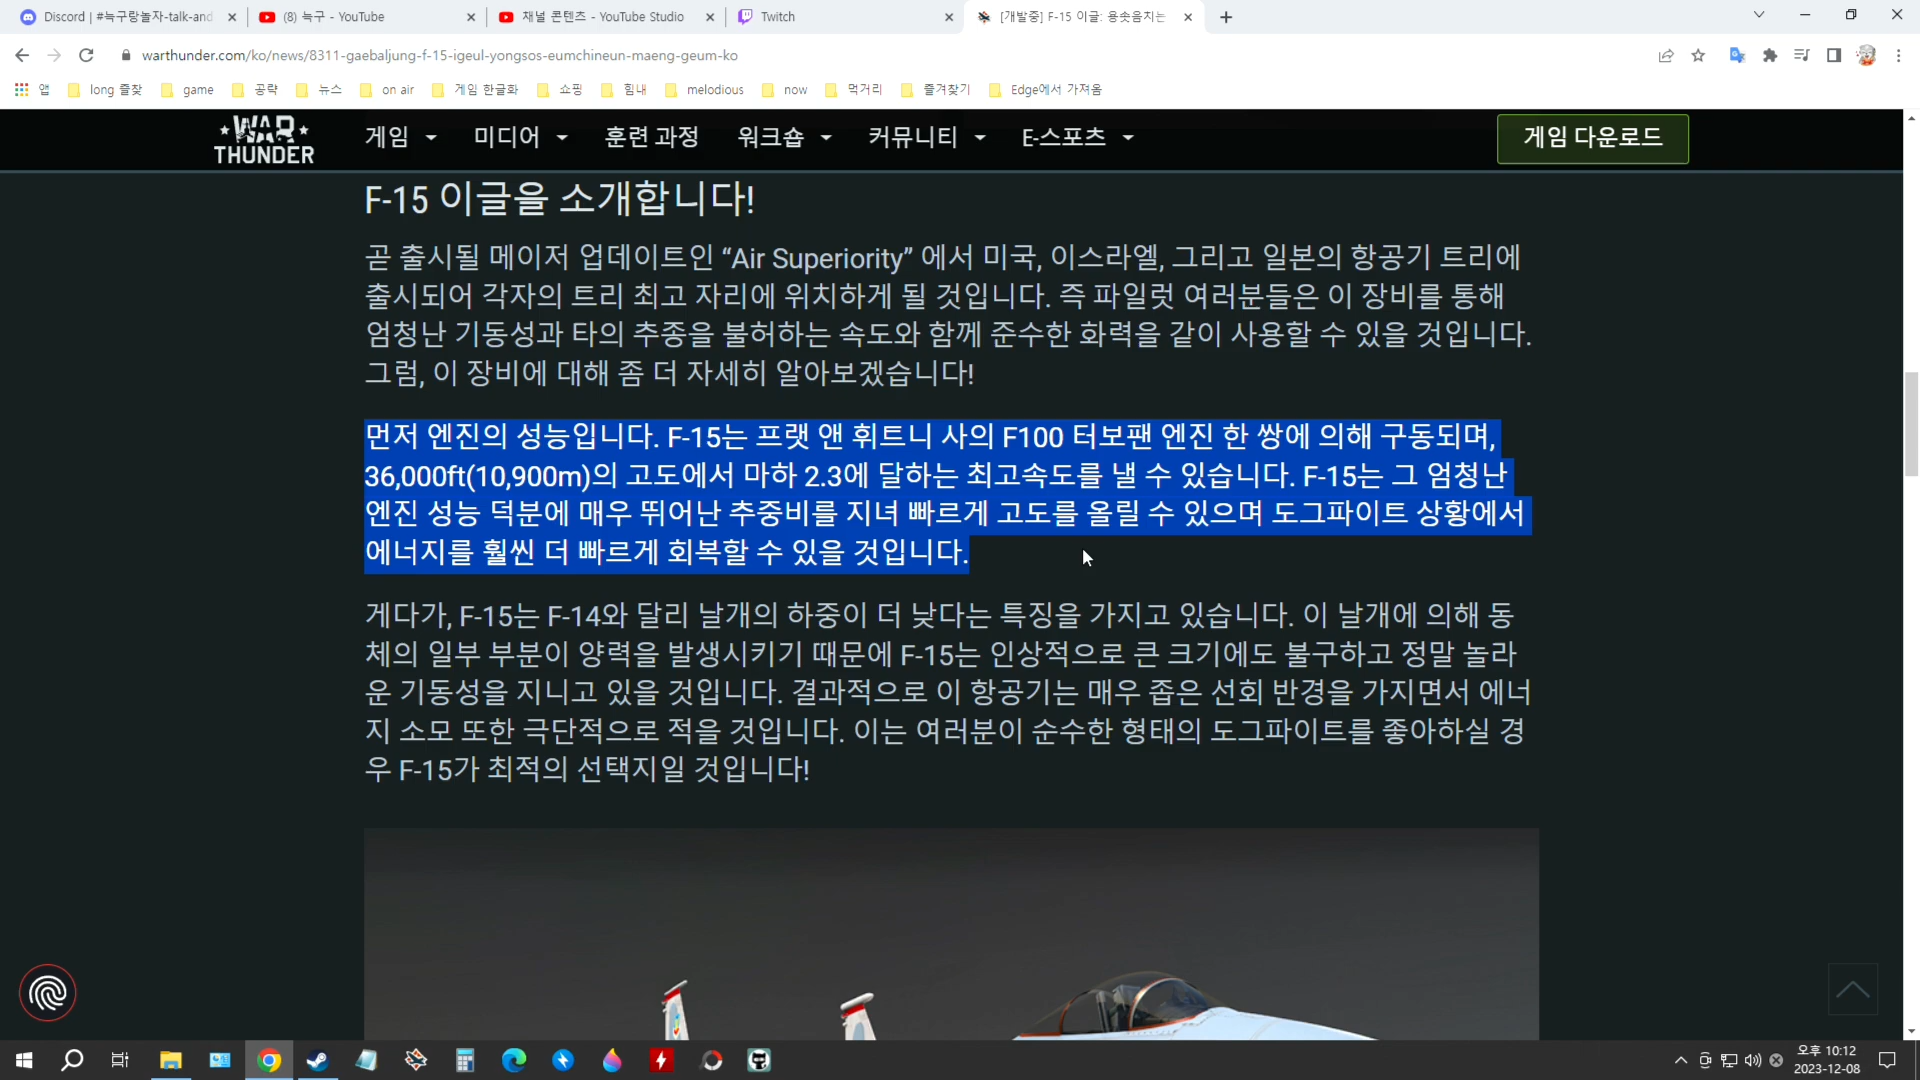 Discord | #늑구랑놀자-talk-and
(8) 늑구 - YouTube
채널 콘텐츠 - YouTube Studio
Twitch
[개발중] F-15 이글: 용솟음치는
warthunder.com/ko/news/8311-gaebaljung-f-15-igeul-yongsos-eumchineun-maeng-geum-ko
앱
long 즐찾
game
공략
뉴스
on air
게임 한글화
쇼핑
힘내
melodious
now
먹거리
즐겨찾기
Edge에서 가져옴
WAR
THUNDER
게임
미디어
훈련 과정
워크숍
커뮤니티
E-스포츠
게임 다운로드
F-15 이글을 소개합니다!
곧 출시될 메이저 업데이트인 “Air Superiority” 에서 미국, 이스라엘, 그리고 일본의 항공기 트리에
출시되어 각자의 트리 최고 자리에 위치하게 될 것입니다. 즉 파일럿 여러분들은 이 장비를 통해
엄청난 기동성과 타의 추종을 불허하는 속도와 함께 준수한 화력을 같이 사용할 수 있을 것입니다.
그럼, 이 장비에 대해 좀 더 자세히 알아보겠습니다!
먼저 엔진의 성능입니다. F-15는 프랫 앤 휘트니 사의 F100 터보팬 엔진 한 쌍에 의해 구동되며,
36,000ft(10,900m)의 고도에서 마하 2.3에 달하는 최고속도를 낼 수 있습니다. F-15는 그 엄청난
엔진 성능 덕분에 매우 뛰어난 추중비를 지녀 빠르게 고도를 올릴 수 있으며 도그파이트 상황에서
에너지를 훨씬 더 빠르게 회복할 수 있을 것입니다.
게다가, F-15는 F-14와 달리 날개의 하중이 더 낮다는 특징을 가지고 있습니다. 이 날개에 의해 동
체의 일부 부분이 양력을 발생시키기 때문에 F-15는 인상적으로 큰 크기에도 불구하고 정말 놀라
운 기동성을 지니고 있을 것입니다. 결과적으로 이 항공기는 매우 좁은 선회 반경을 가지면서 에너
지 소모 또한 극단적으로 적을 것입니다. 이는 여러분이 순수한 형태의 도그파이트를 좋아하실 경
우 F-15가 최적의 선택지일 것입니다!
오후 10:12
2023-12-08